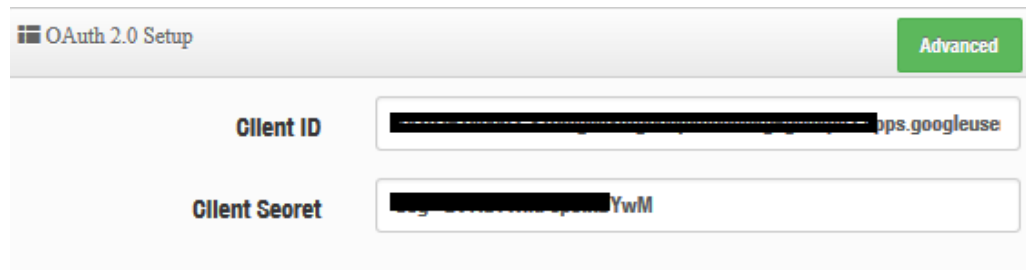 OAuth 2.0 Setup
Advanced
Client ID
pps.googleuse
Client Secret
YwM